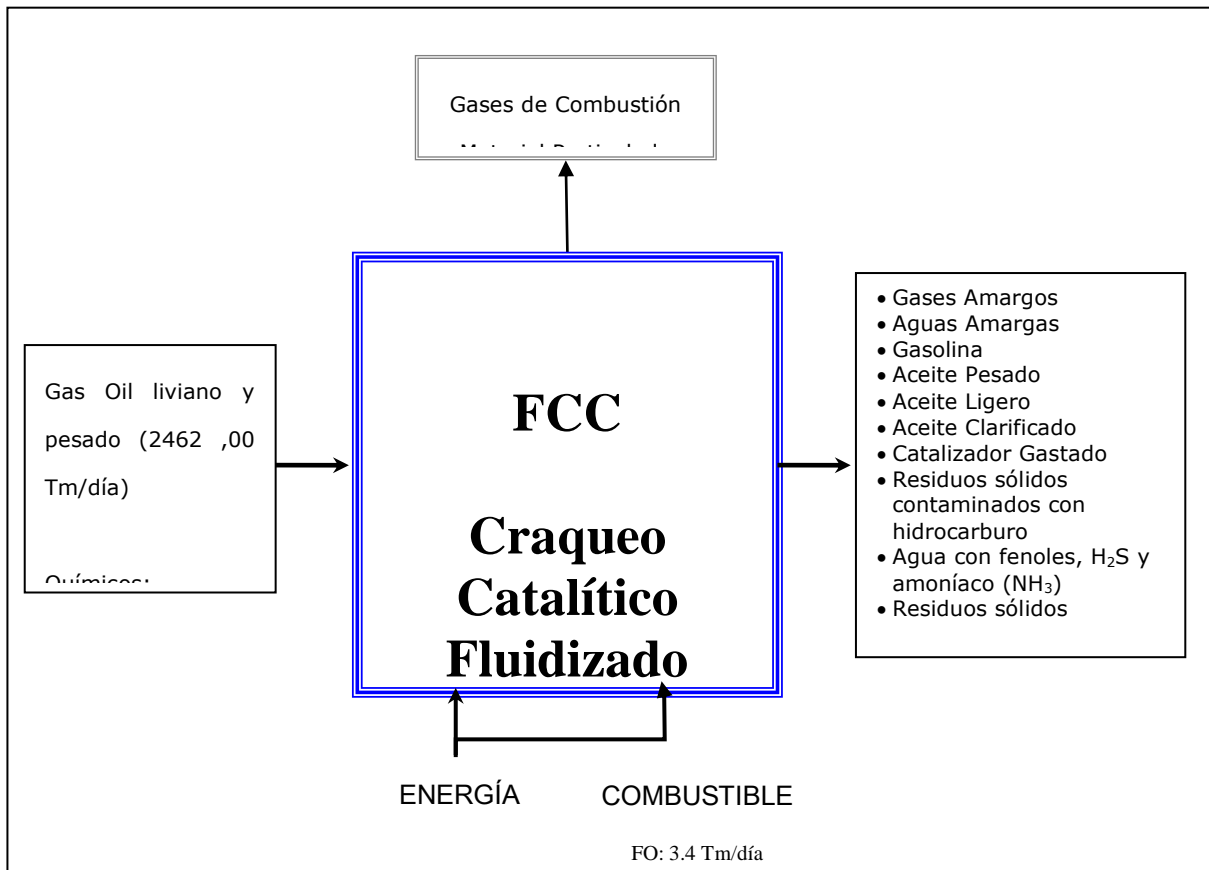 Gases de Combustión
Gas Oil liviano y
pesado (2462 ,00
Tm/día)
Químicos:
FCC
Craqueo
Catalítico
Fluidizado
• Gases Amargos
• Aguas Amargas
• Gasolina
• Aceite Pesado
• Aceite Ligero
• Aceite Clarificado
• Catalizador Gastado
• Residuos sólidos
contaminados con
hidrocarburo
• Agua con fenoles, H₂S y
amoníaco (NH₃)
• Residuos sólidos
ENERGÍA
COMBUSTIBLE
FO: 3.4 Tm/día